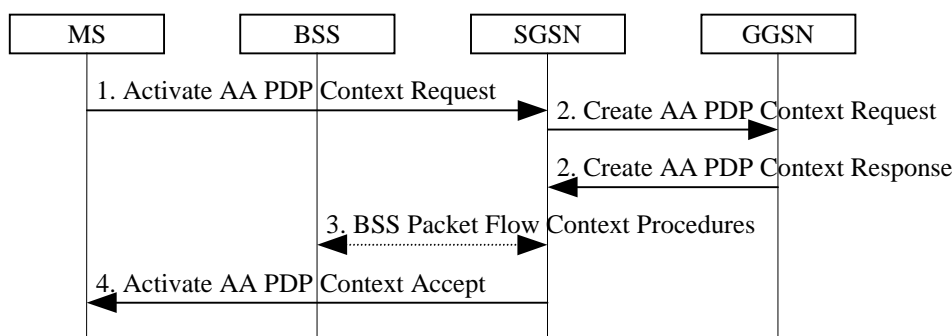 MS BSS SGSN GGSN
1. Activate AA PDP Context Request
2. Create AA PDP Context Request
2. Create AA PDP Context Response
3. BSS Packet Flow Context Procedures
4. Activate AA PDP Context Accept